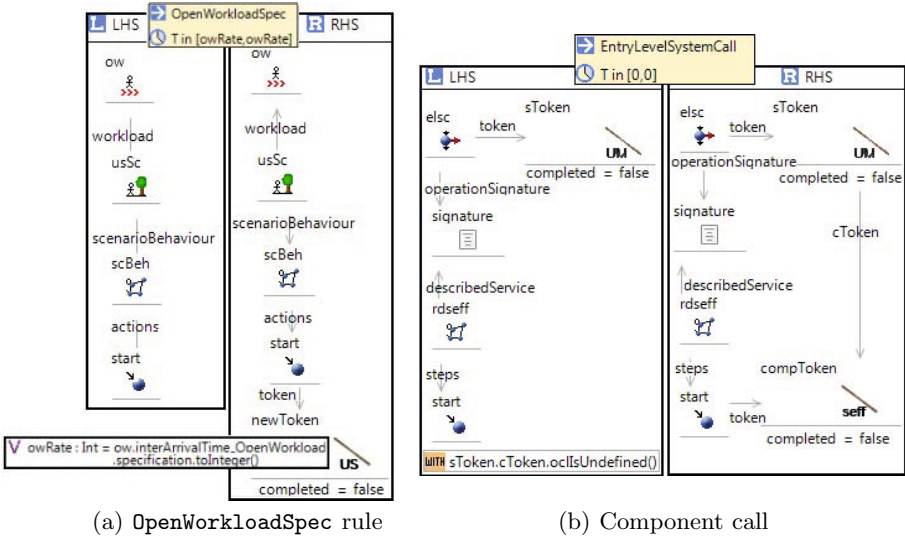 OpenWorkloadSpec
T in [owRate,owRate]
L LHS
R RHS
ow
workload
usSc
scenarioBehaviour
scBeh
actions
start
ow
workload
usSc
scenarioBehaviour
scBeh
actions
start
token
newToken
US
completed = false
V owRate : Int = ow.interArrivalTime_OpenWorkload
.specification.toInteger()
(a) OpenWorkloadSpec rule
EntryLevelSystemCall
T in [0,0]
L LHS
R RHS
elsc
token
sToken
UM
completed = false
operationSignature
signature
describedService
rdseff
steps
start
WITH sToken.cToken.oclIsUndefined()
elsc
token
sToken
UM
completed = false
operationSignature
signature
cToken
describedService
rdseff
steps
start
token
compToken
seff
completed = false
(b) Component call